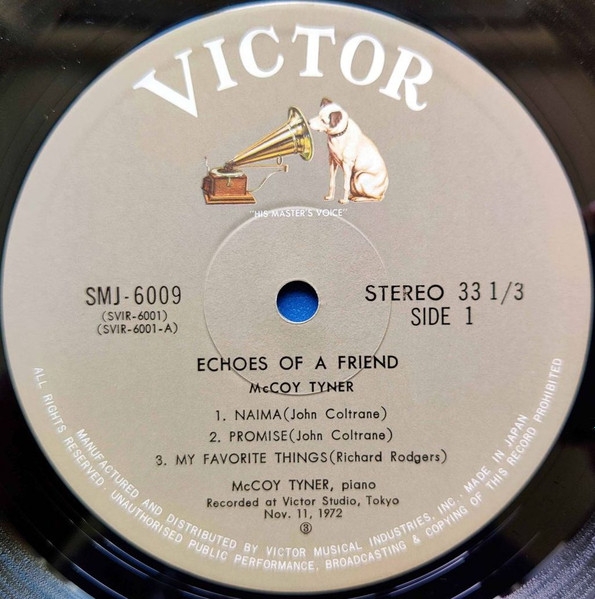 VICTOR
"HIS MASTER'S VOICE"
SMJ-6009
(SVIR-6001)
(SVIR-6001-A)
STEREO 33 1/3
SIDE 1
ECHOES OF A FRIEND
McCOY TYNER
1. NAIMA(John Coltrane)
2. PROMISE(John Coltrane)
3. MY FAVORITE THINGS(Richard Rodgers)
McCOY TYNER, piano
Recorded at Victor Studio, Tokyo
Nov. 11, 1972
③
MANUFACTURED AND DISTRIBUTED BY VICTOR MUSICAL INDUSTRIES, INC · MADE IN JAPAN
ALL RIGHTS RESERVED · UNAUTHORISED PUBLIC PERFORMANCE, BROADCASTING & COPYING OF THIS RECORD PROHIBITED